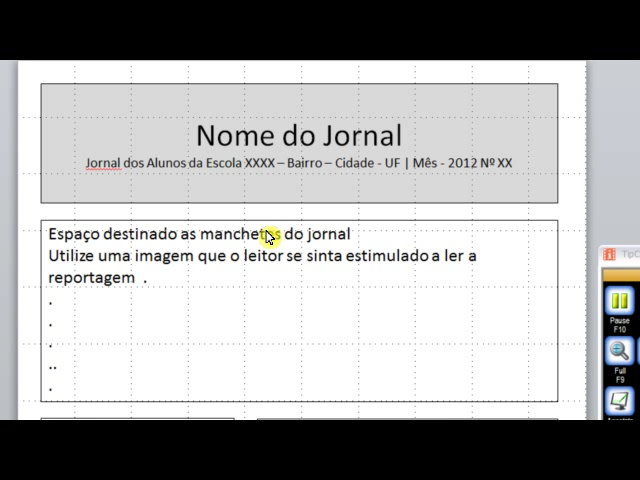 Nome do Jornal
Jornal dos Alunos da Escola XXXX – Bairro – Cidade - UF | Mês - 2012 Nº XX
Espaço destinado as manchetes do jornal
Utilize uma imagem que o leitor se sinta estimulado a ler a
reportagem .
.
.
.
..
.
Pause
F10
Full
F9